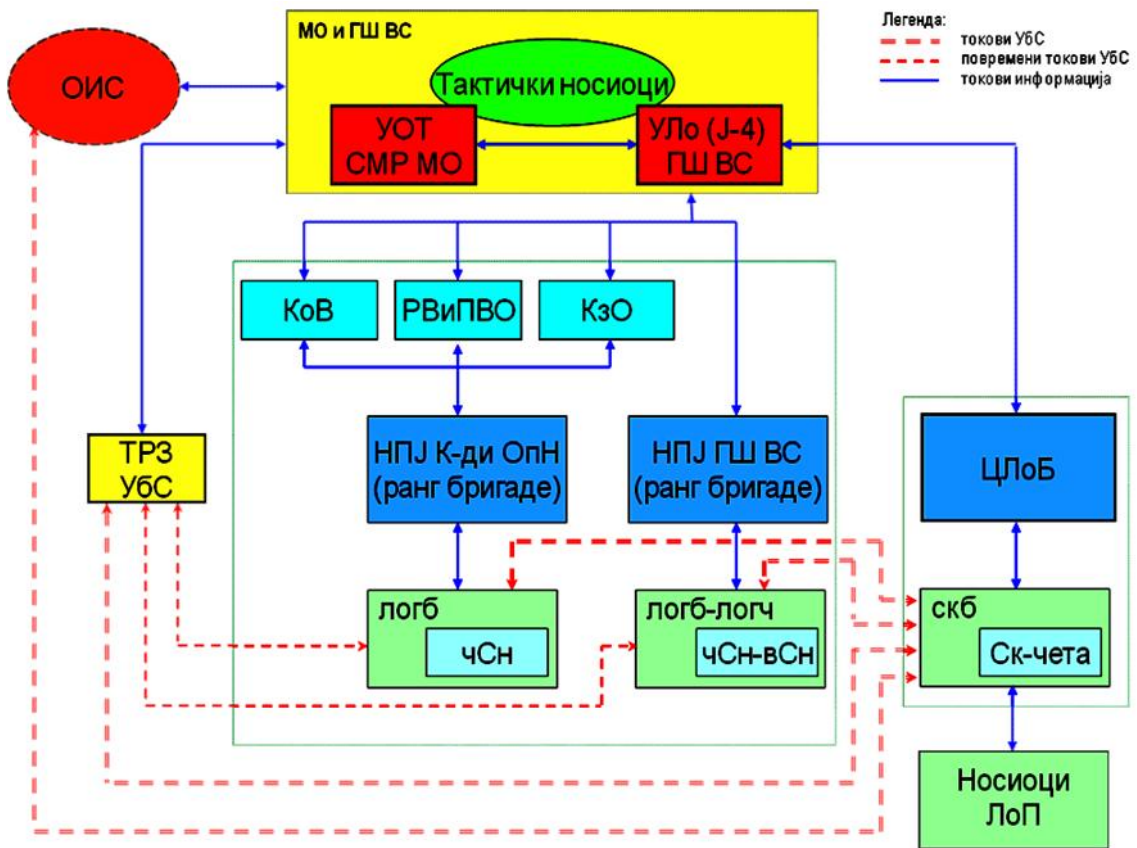 МО и ГШ ВС
Легенда:
токови УбС
повремени токови УбС
токови информација
ОИС
Тактички носиоци
УОТ
СМР МО
УЛо (Ј-4)
ГШ ВС
КоВ
РВиПВО
КзО
ТРЗ
УбС
НПЈ К-ди ОпН
(ранг бригаде)
НПЈ ГШ ВС
(ранг бригаде)
ЦЛоБ
логб
чСн
логб-логч
чСн-вСн
скб
Ск-чета
Носиоци
ЛоП